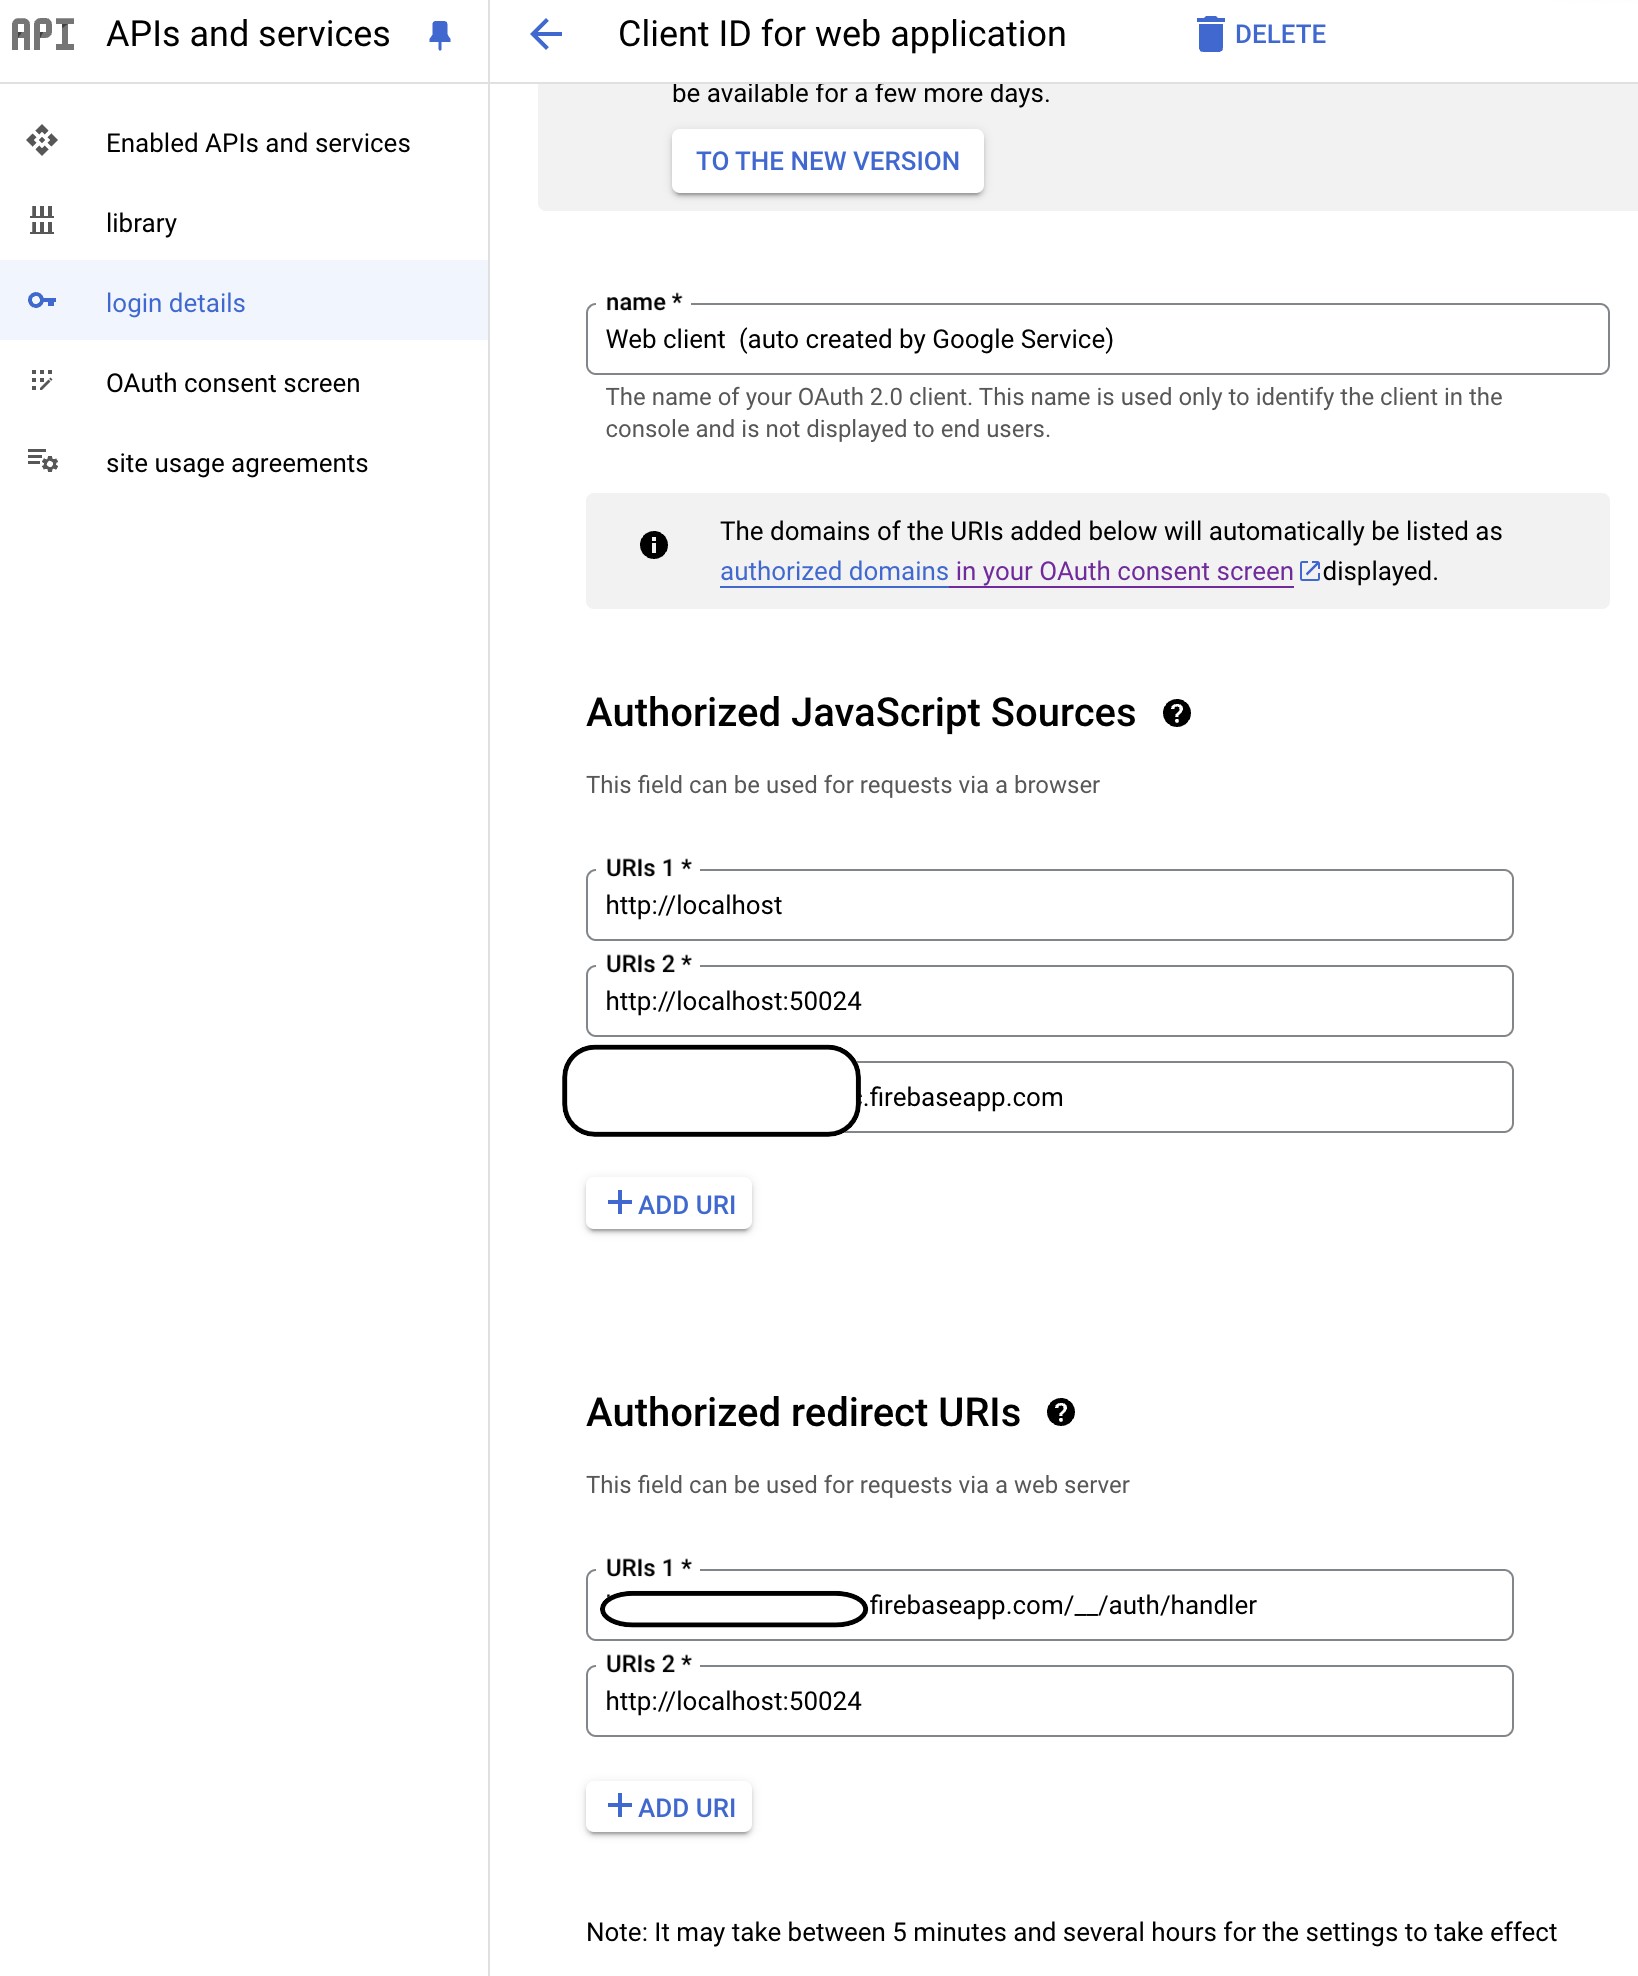 API APIs and services
Client ID for web application
DELETE
Enabled APIs and services
library
login details
OAuth consent screen
site usage agreements
be available for a few more days.
TO THE NEW VERSION
name *
Web client (auto created by Google Service)
The name of your OAuth 2.0 client. This name is used only to identify the client in the
console and is not displayed to end users.
The domains of the URIs added below will automatically be listed as
authorized domains in your OAuth consent screen displayed.
Authorized JavaScript Sources
This field can be used for requests via a browser
URIs 1 *
http://localhost
URIs 2 *
http://localhost:50024
.firebaseapp.com
ADD URI
Authorized redirect URIs
This field can be used for requests via a web server
URIs 1 *
firebaseapp.com/__/auth/handler
URIs 2 *
http://localhost:50024
ADD URI
Note: It may take between 5 minutes and several hours for the settings to take effect